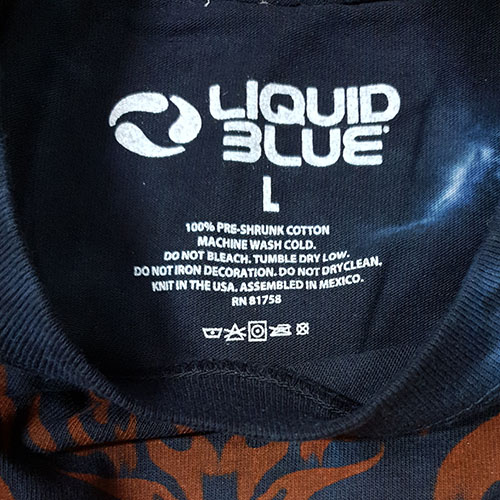 LIQUID
BLUE®
L
100% PRE-SHRUNK COTTON
MACHINE WASH COLD.
DO NOT BLEACH. TUMBLE DRY LOW.
DO NOT IRON DECORATION. DO NOT DRYCLEAN.
KNIT IN THE USA. ASSEMBLED IN MEXICO.
RN 81758